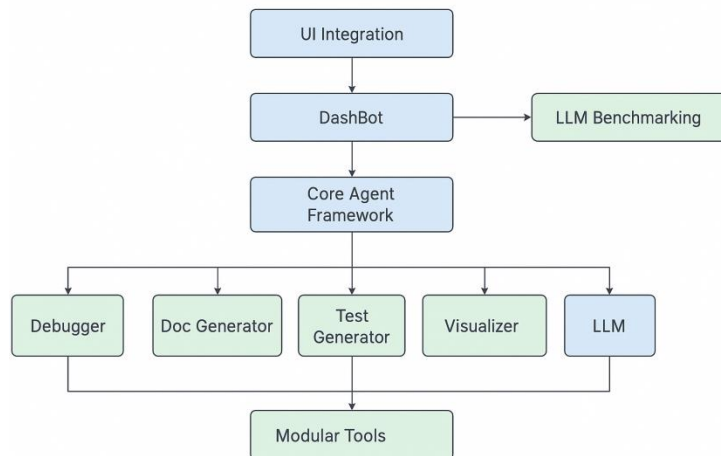 UI Integration
DashBot
LLM Benchmarking
Core Agent
Framework
Debugger
Doc Generator
Test
Generator
Visualizer
LLM
Modular Tools